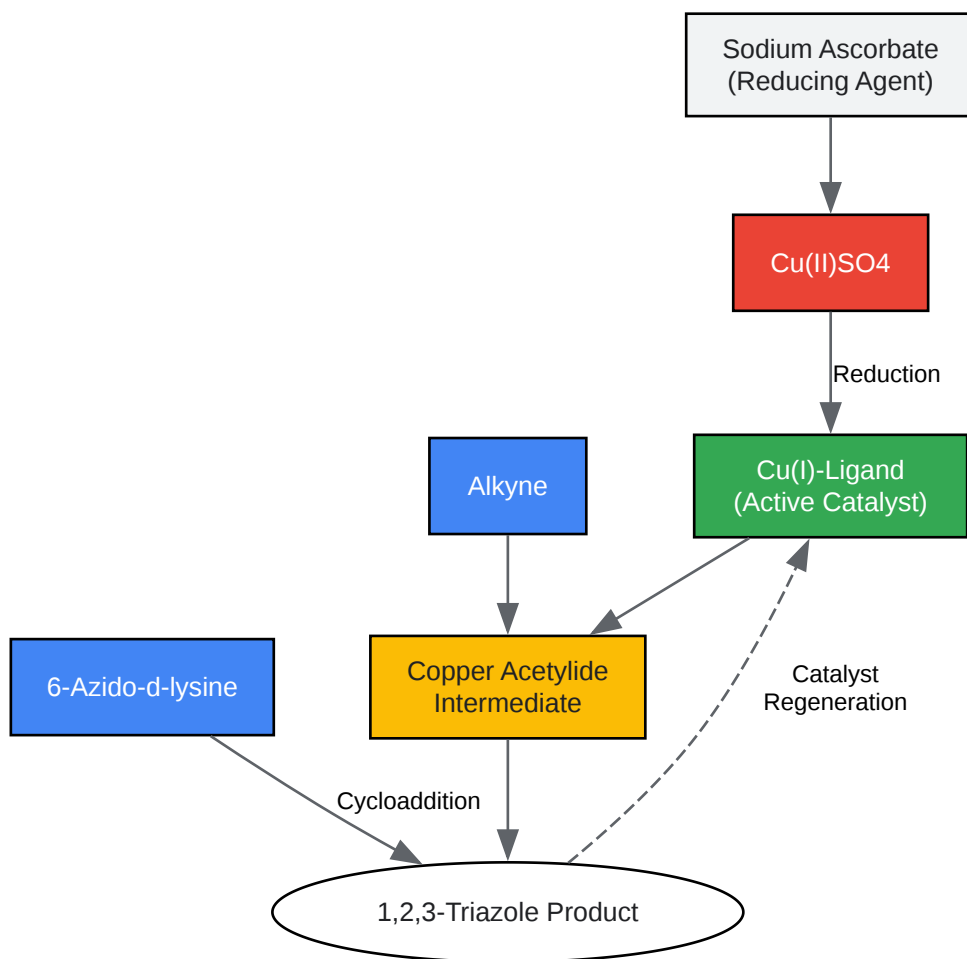 Sodium Ascorbate
(Reducing Agent)
Cu(II)SO4
Reduction
Alkyne
Cu(I)-Ligand
(Active Catalyst)
6-Azido-d-lysine
Copper Acetylide
Intermediate
Catalyst
Regeneration
Cycloaddition
1,2,3-Triazole Product